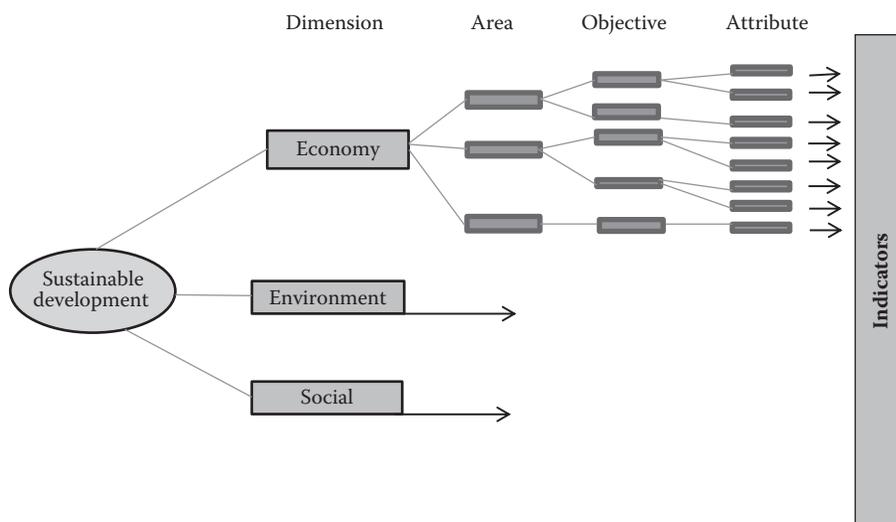 Dimension Area Objective Attribute
Economy
Sustainable
development
Environment
Social
Indicators